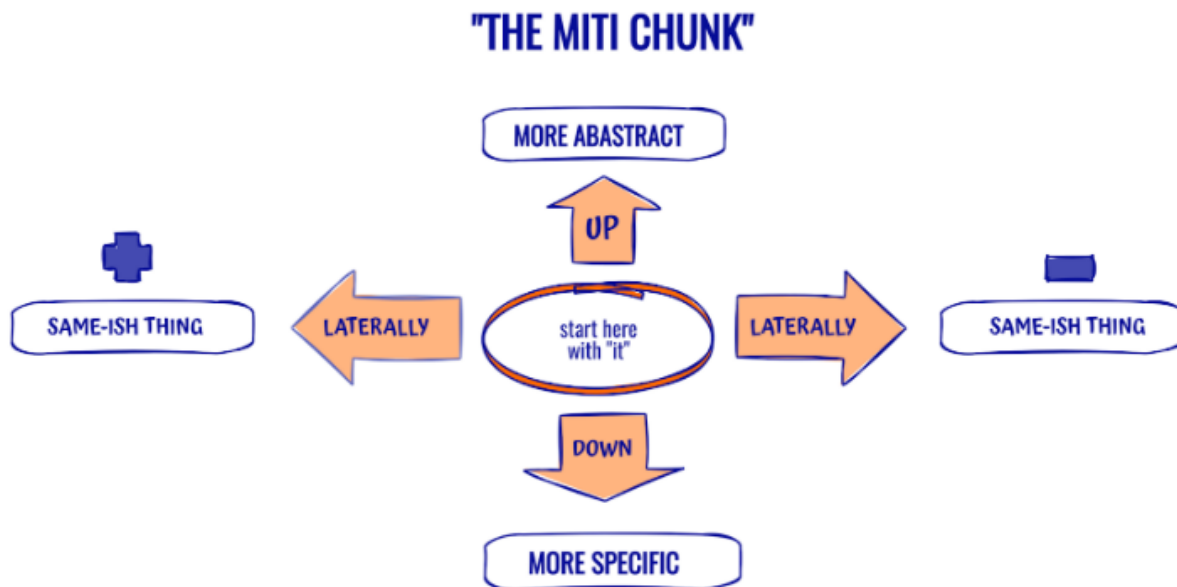 "THE MITI CHUNK"
MORE ABASTRACT
UP
SAME-ISH THING
LATERALLY
start here
with "it"
LATERALLY
SAME-ISH THING
DOWN
MORE SPECIFIC